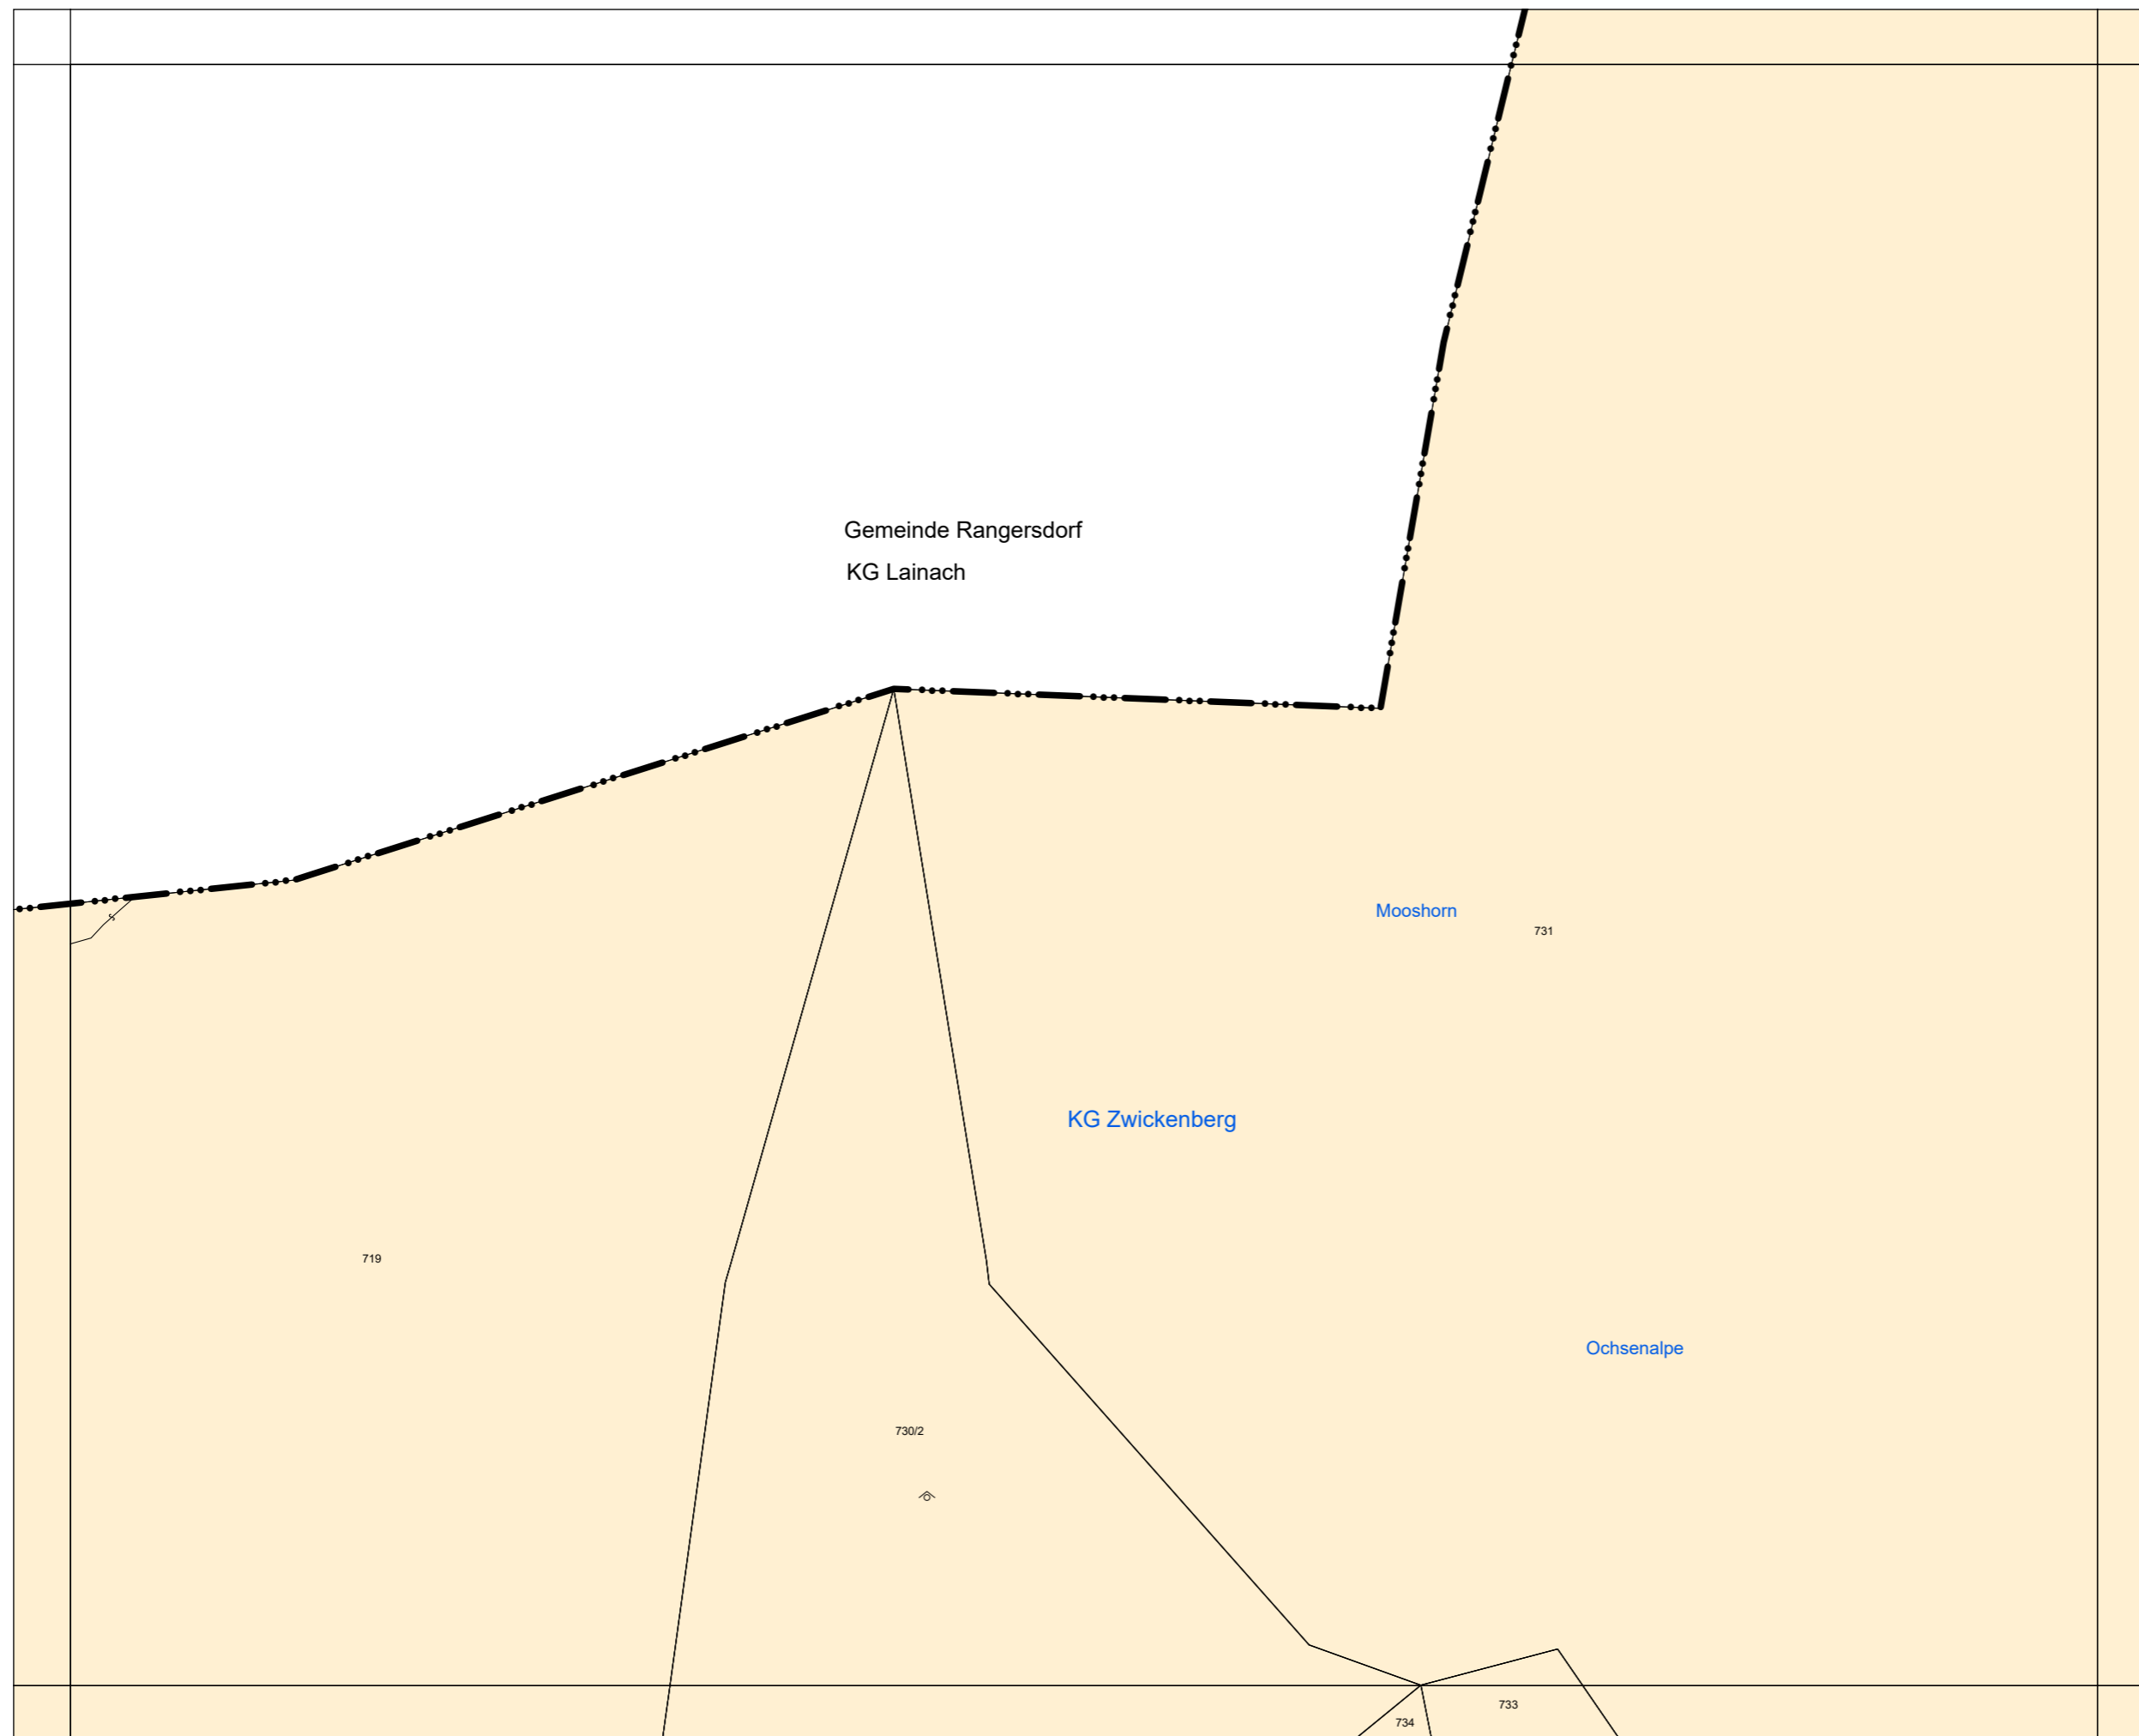 Gemeinde Rangersdorf
KG Lainach
Mooshorn
731
KG Zwickenberg
719
Ochsenalpe
730/2
733
734